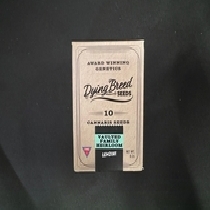 AWARD WINNING
GENETICS
Dying Breed
SEEDS
10
CANNABIS SEEDS
VAULTED
FAMILY
HEIRLOOM